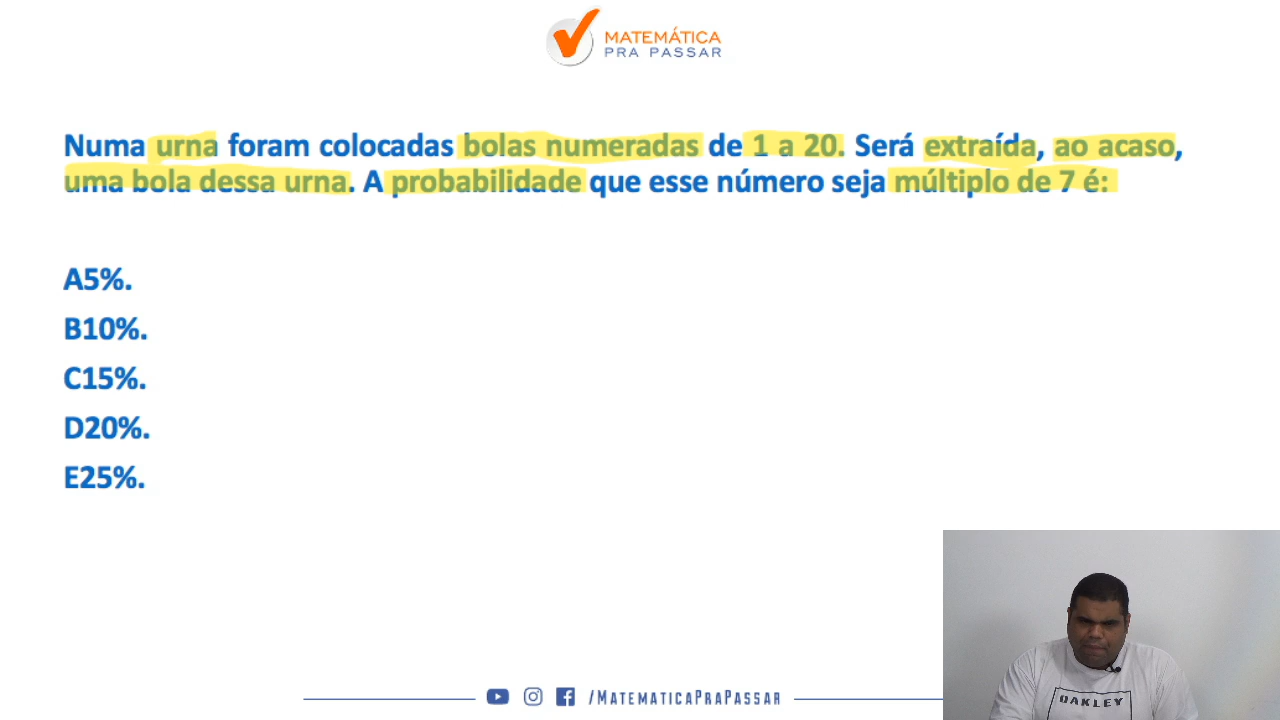 MATEMÁTICA
PRA PASSAR
Numa urna foram colocadas bolas numeradas de 1 a 20. Será extraída, ao acaso,
uma bola dessa urna. A probabilidade que esse número seja múltiplo de 7 é:
A5%.
B10%.
C15%.
D20%.
E25%.
/MATEMATICAPRAPASSAR
OAKLEY